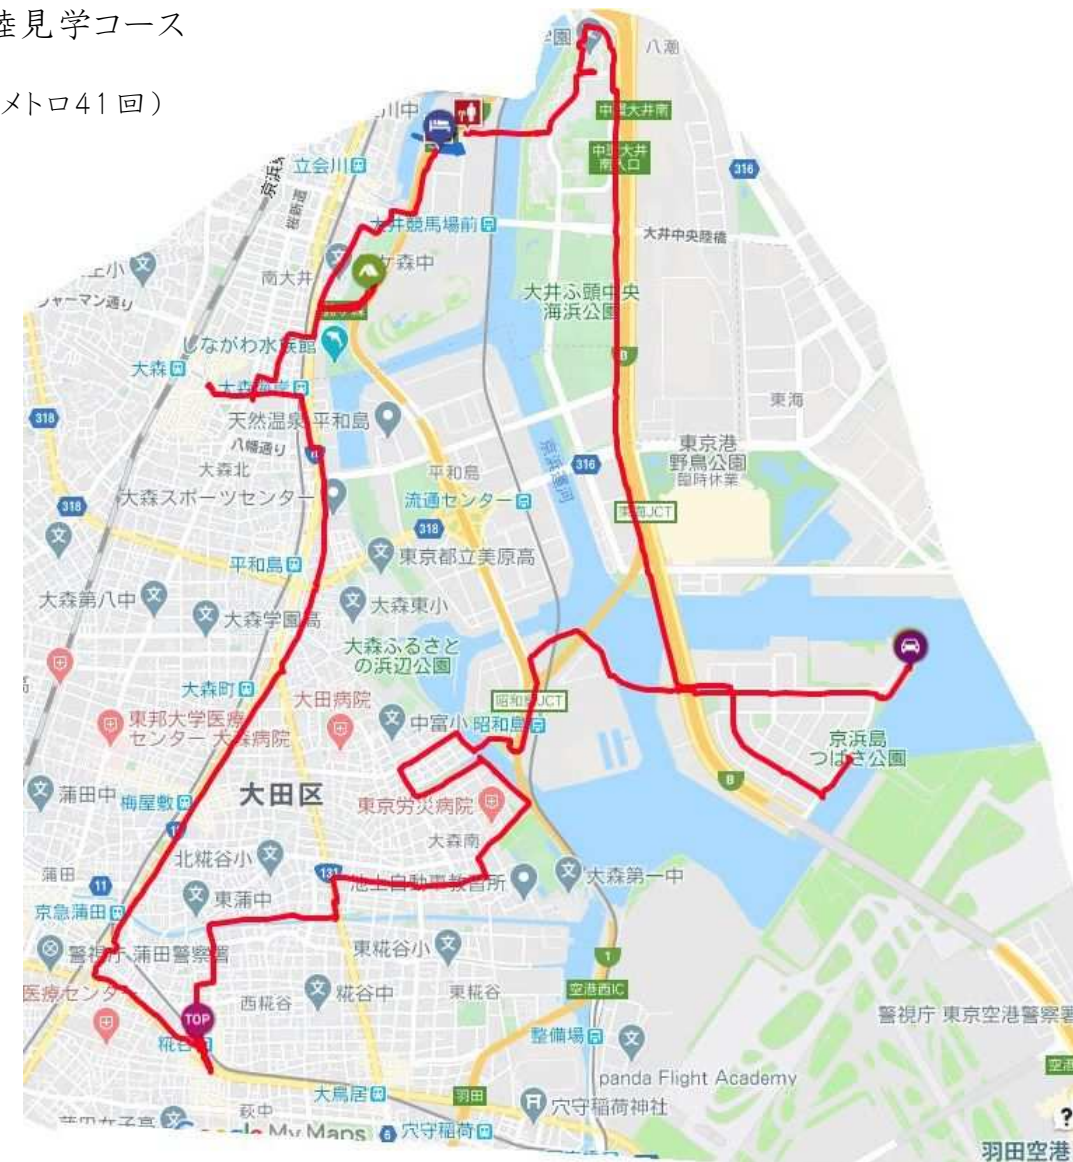 陸見学コース
メトロ41回)
八潮
中環大井南
中環大井
南入口
316
立会川
桜新道
大井競馬場前
大井中央陸橋
南大井
大井ふ頭中央
海浜公園
しながわ水族館
大森
大森海岸
318
天然温泉 平和島
八幡通り
大森北
東海
東京港
野鳥公園
臨時休業
平和島
京浜運河
316
大森スポーツセンター
流通センター
318
318
東海JCT
東京都立美原高
平和島
大森第八中
大森学園高
大森東小
大森ふるさと
の浜辺公園
大森町
大田病院
昭和島JCT
東邦大学医療
センター 大森病院
中富小
昭和島
京浜島
つばさ公園
B
蒲田中
梅屋敷
大田区
東京労災病院
大森南
北糀谷小
131
池上自動車教習所
大森第一中
蒲田
11
東蒲中
京急蒲田
警視庁 蒲田警察署
東糀谷小
1
医療センター
西糀谷
糀谷中
東糀谷
空港西IC
TOP
糀谷
整備場
警視庁 東京空港警察署
panda Flight Academy
大鳥居
羽田
穴守稲荷神社
萩中
My Maps
6
穴守稲荷
?
羽田空港